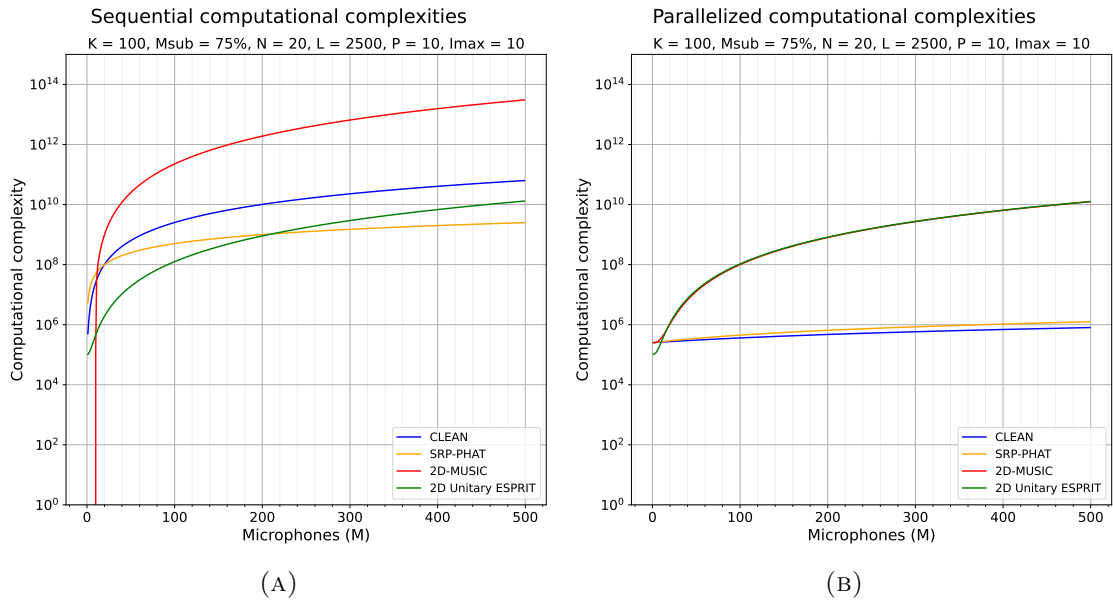 Sequential computational complexities
K = 100, Msub = 75%, N = 20, L = 2500, P = 10, Imax = 10
10^14
10^12
10^10
10^8
10^6
10^4
10^2
10^0
Computational complexity
0 100 200 300 400 500
Microphones (M)
CLEAN
SRP-PHAT
2D-MUSIC
2D Unitary ESPRIT
(A)
Parallelized computational complexities
K = 100, Msub = 75%, N = 20, L = 2500, P = 10, Imax = 10
10^14
10^12
10^10
10^8
10^6
10^4
10^2
10^0
Computational complexity
0 100 200 300 400 500
Microphones (M)
CLEAN
SRP-PHAT
2D-MUSIC
2D Unitary ESPRIT
(B)